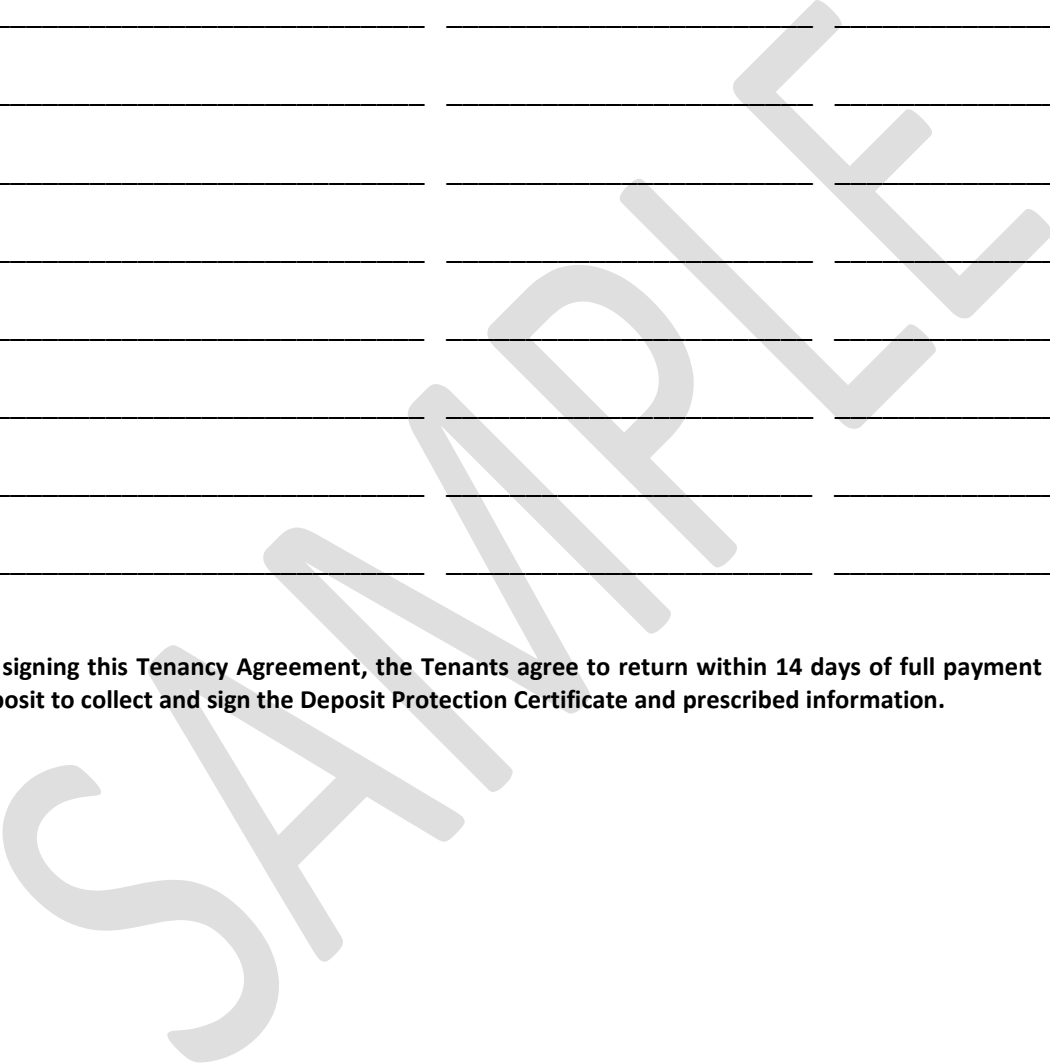 signing this Tenancy Agreement, the Tenants agree to return within 14 days of full payment
to collect and sign the Deposit Protection Certificate and prescribed information.
SAMPLE